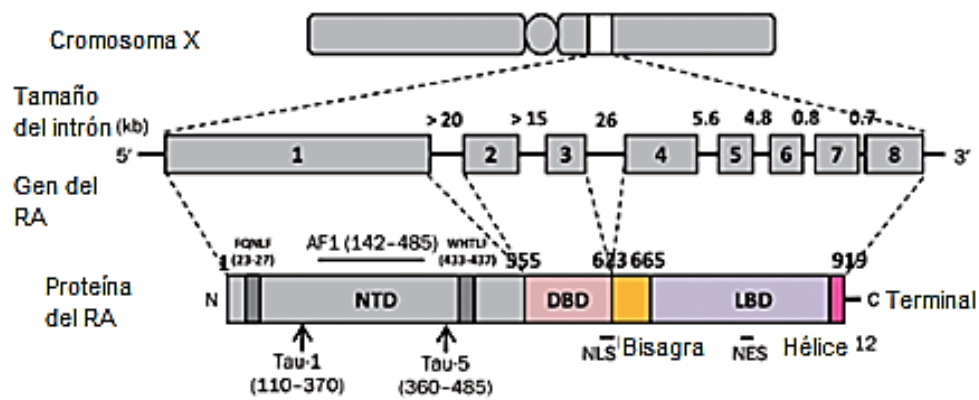 Cromosoma X
Tamaño
del intrón (kb)
> 20 > 15 26 5.6 4.8 0.8 0.7
5′ 1 2 3 4 5 6 7 8 3′
Gen del
RA
FQNLF AF1 (142-485) WHTLF
1 (23-27) (433-437) 555 623 665 919
Proteína
del RA
N NTD DBD LBD C Terminal
NLS Bisagra NES Hélice 12
Tau-1 Tau-5
(110-370) (360-485)